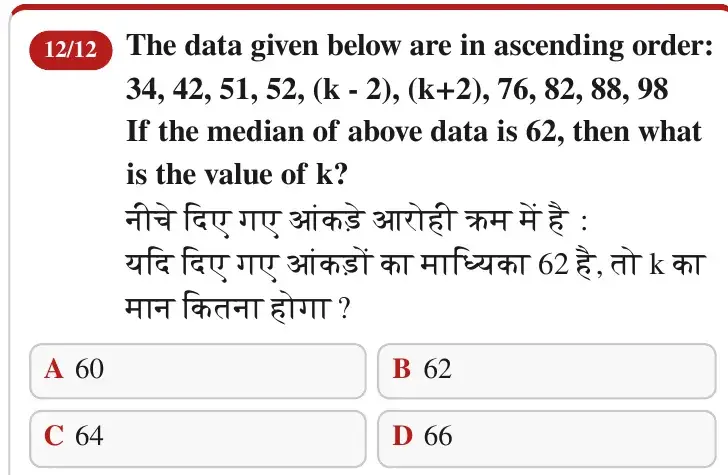 12/12 The data given below are in ascending order:
34, 42, 51, 52, (k - 2), (k+2), 76, 82, 88, 98
If the median of above data is 62, then what
is the value of k?
नीचे दिए गए आंकड़े आरोही क्रम में है :
यदि दिए गए आंकड़ों का माध्यिका 62 है, तो k का
मान कितना होगा ?
A 60
B 62
C 64
D 66